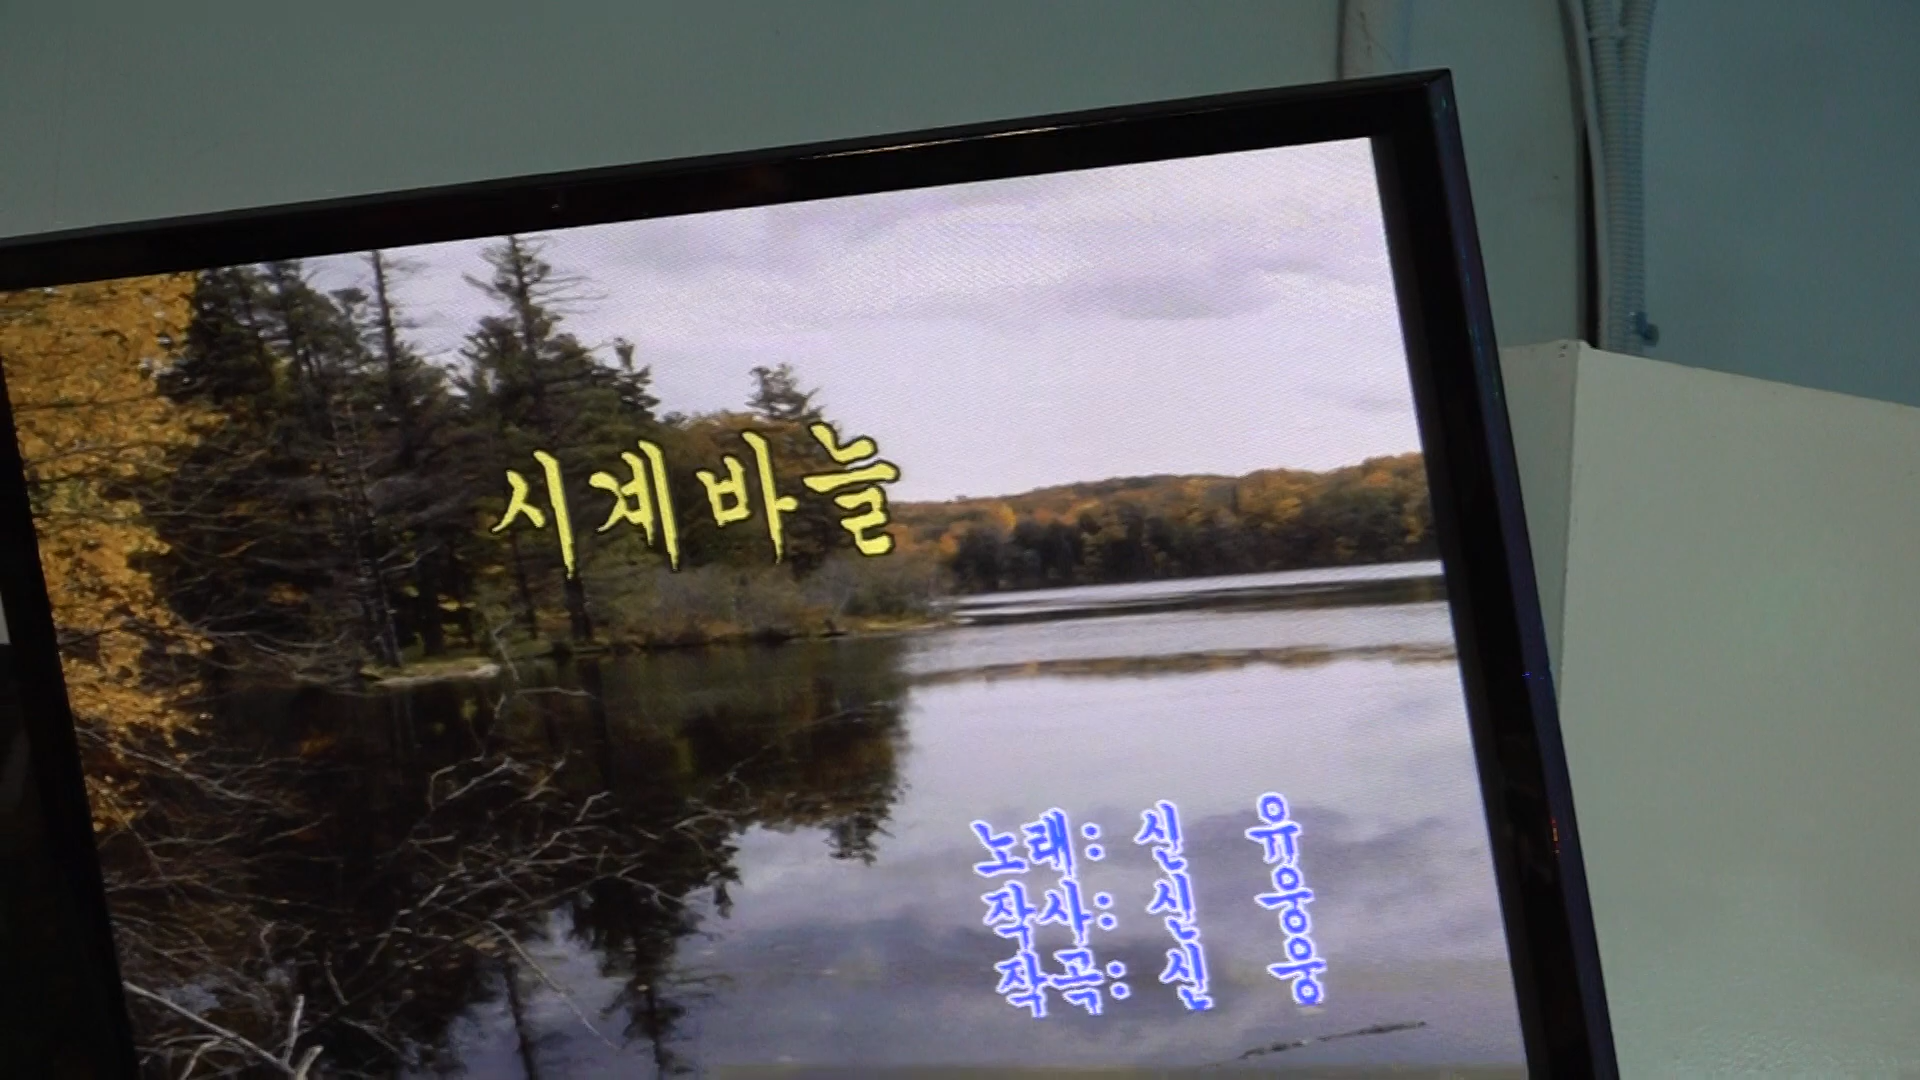 시계바늘
노래: 신 유
작사: 신 웅
작곡: 신 웅